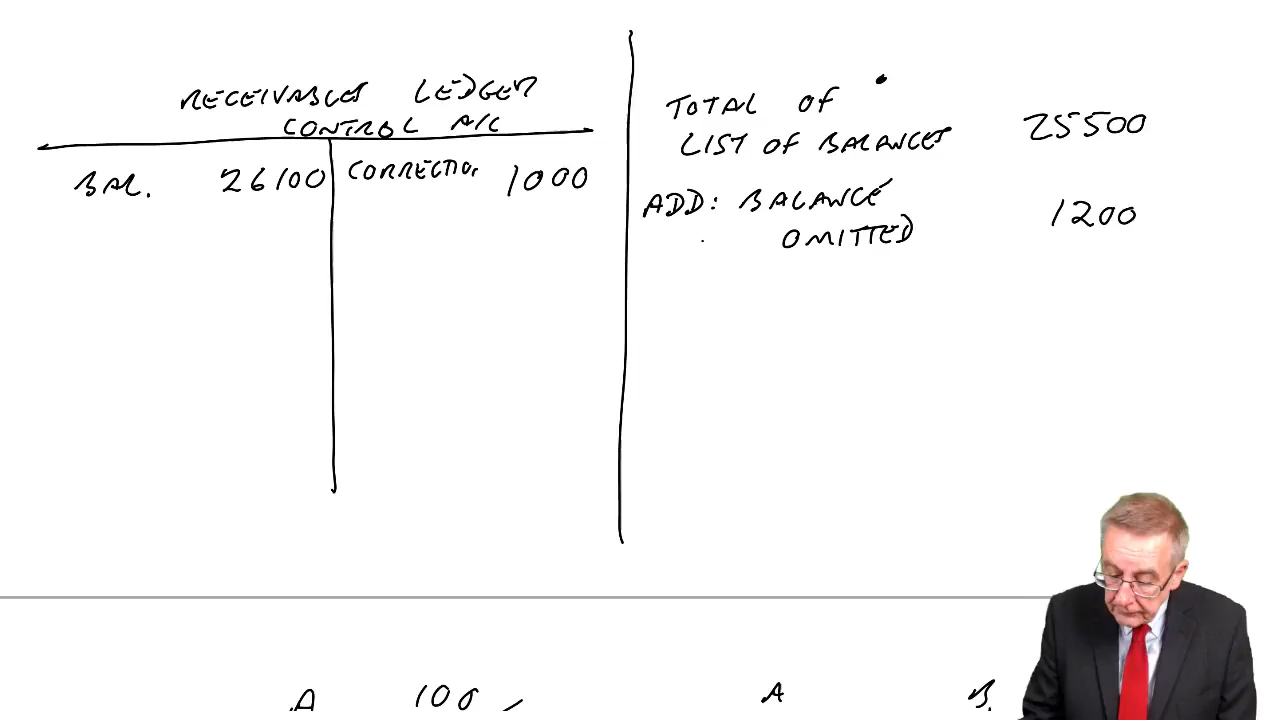 RECEIVABLES LEDGER
CONTROL A/C
BAL. 26100
CORRECTION 1000
TOTAL OF
LIST OF BALANCES 25500
ADD: BALANCE
OMITTED 1200
A 100 A B